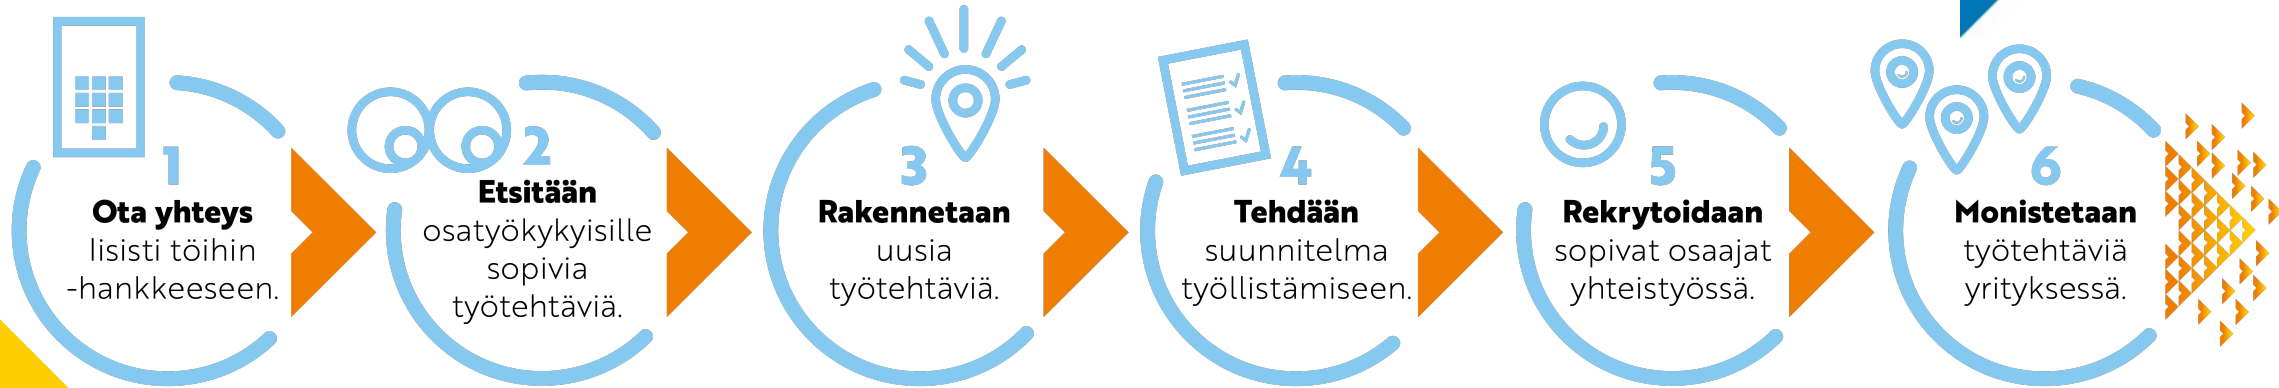 1
Ota yhteys
lisisti töihin
-hankkeeseen.
2
Etsitään
osatyökykyisille
sopivia
työtehtäviä.
3
Rakennetaan
uusia
työtehtäviä.
4
Tehdään
suunnitelma
työllistämiseen.
5
Rekrytoidaan
sopivat osaajat
yhteistyössä.
6
Monistetaan
työtehtäviä
yrityksessä.